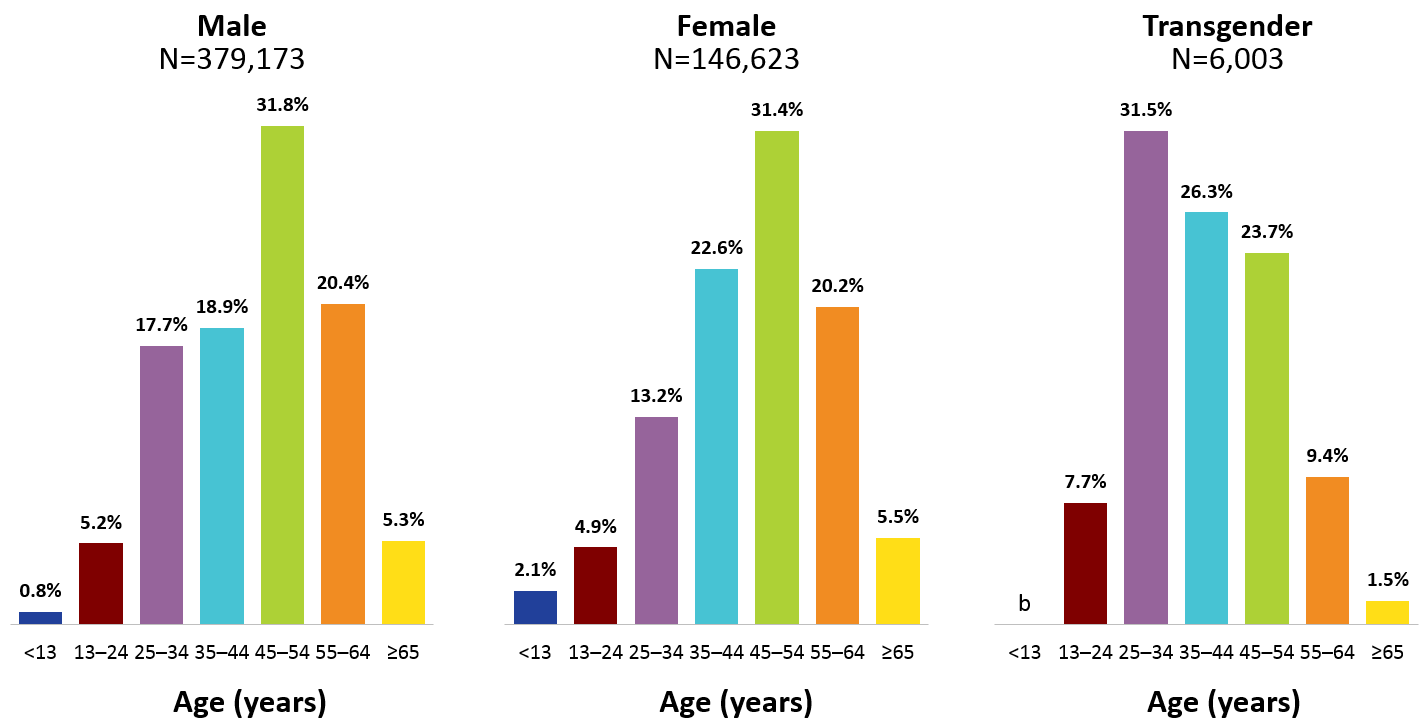 Male
N=379,173
0.8%
5.2%
17.7%
18.9%
31.8%
20.4%
5.3%
<13 13–24 25–34 35–44 45–54 55–64 ≥65
Age (years)
Female
N=146,623
2.1%
4.9%
13.2%
22.6%
31.4%
20.2%
5.5%
<13 13–24 25–34 35–44 45–54 55–64 ≥65
Age (years)
Transgender
N=6,003
b
7.7%
31.5%
26.3%
23.7%
9.4%
1.5%
<13 13–24 25–34 35–44 45–54 55–64 ≥65
Age (years)